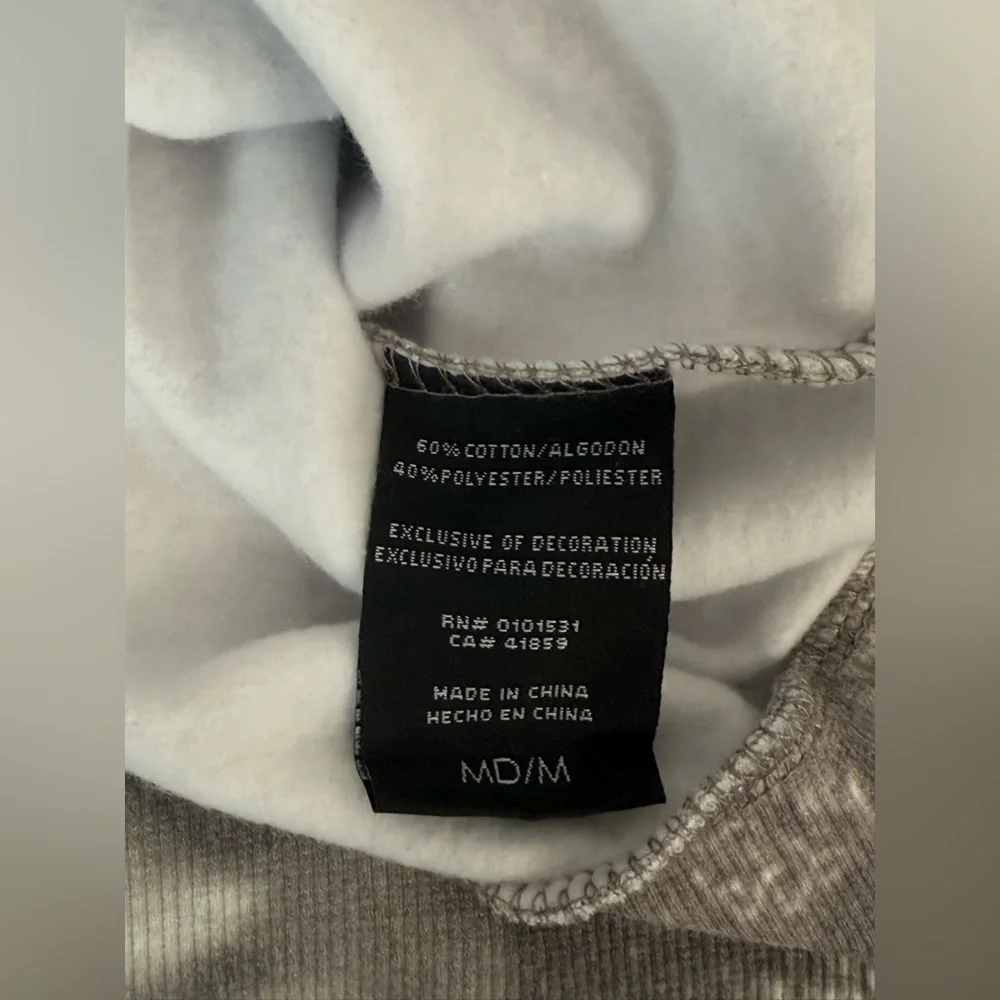 60% COTTON/ALGODON
40% POLYESTER/POLIESTER
EXCLUSIVE OF DECORATION
EXCLUSIVO PARA DECORACIÓN
RN# 0101531
CA# 41859
MADE IN CHINA
HECHO EN CHINA
MD/M